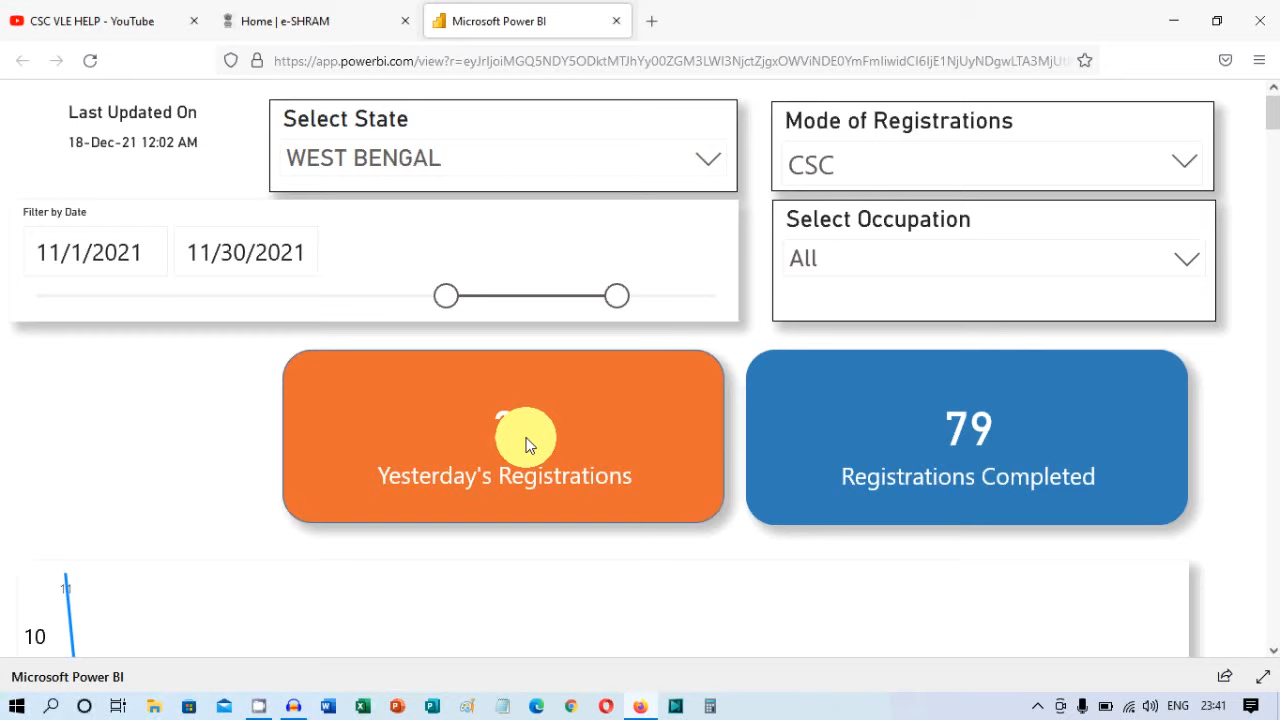 CSC VLE HELP - YouTube
Home | e-SHRAM
Microsoft Power BI
https://app.powerbi.com/view?r=eyJrIjoiMGQ5NDY5ODktMTJhYy00ZGM3LWI3NjctZjgxOWViNDE0YmFmIiwidCI6IjE1NjUyNDgwLTA3MjUt
Last Updated On
18-Dec-21 12:02 AM
Select State
WEST BENGAL
Mode of Registrations
CSC
Filter by Date
11/1/2021
11/30/2021
Select Occupation
All
Yesterday's Registrations
79
Registrations Completed
11
10
Microsoft Power BI
ENG
23:41